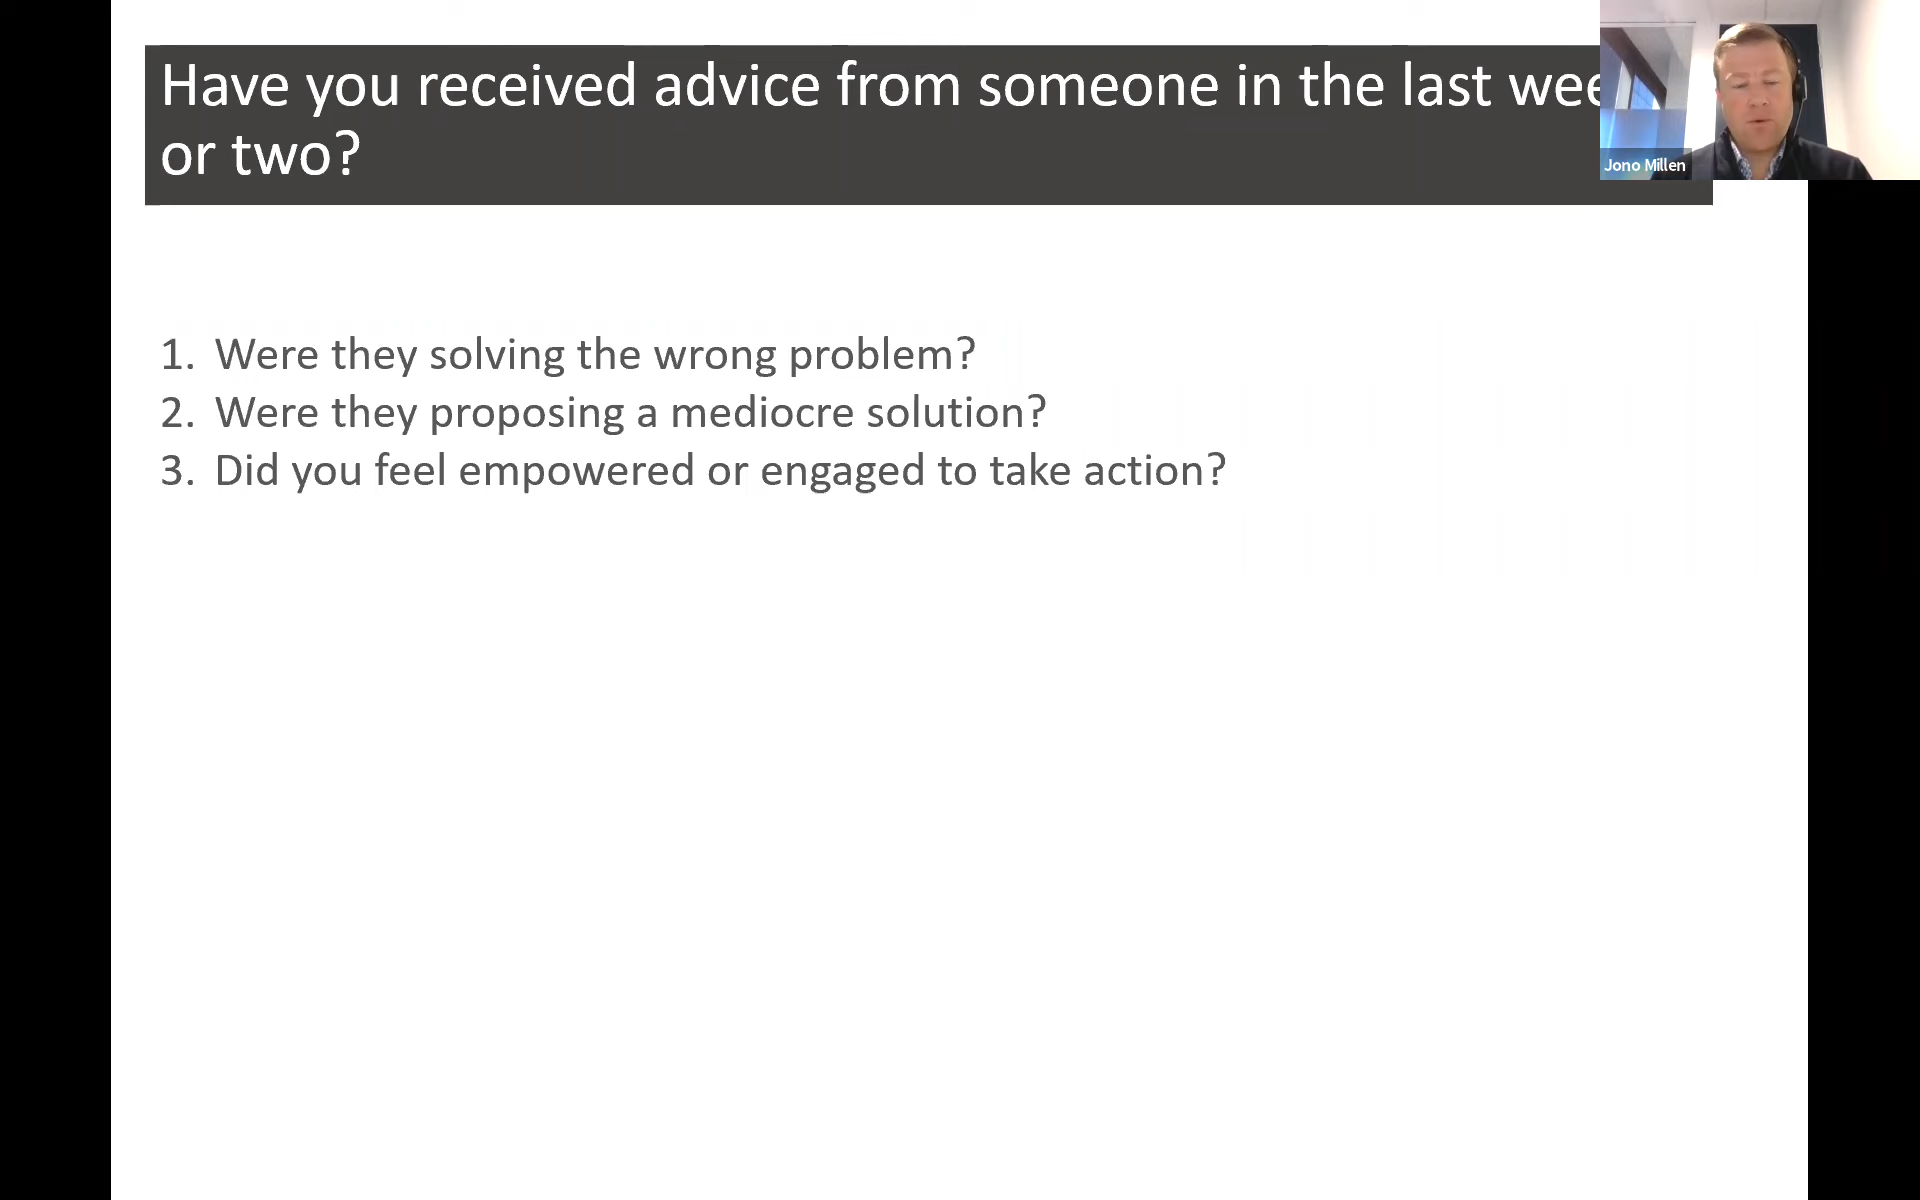 Have you received advice from someone in the last
or two?
Jono Millen
1. Were they solving the wrong problem?
2. Were they proposing a mediocre solution?
3. Did you feel empowered or engaged to take action?